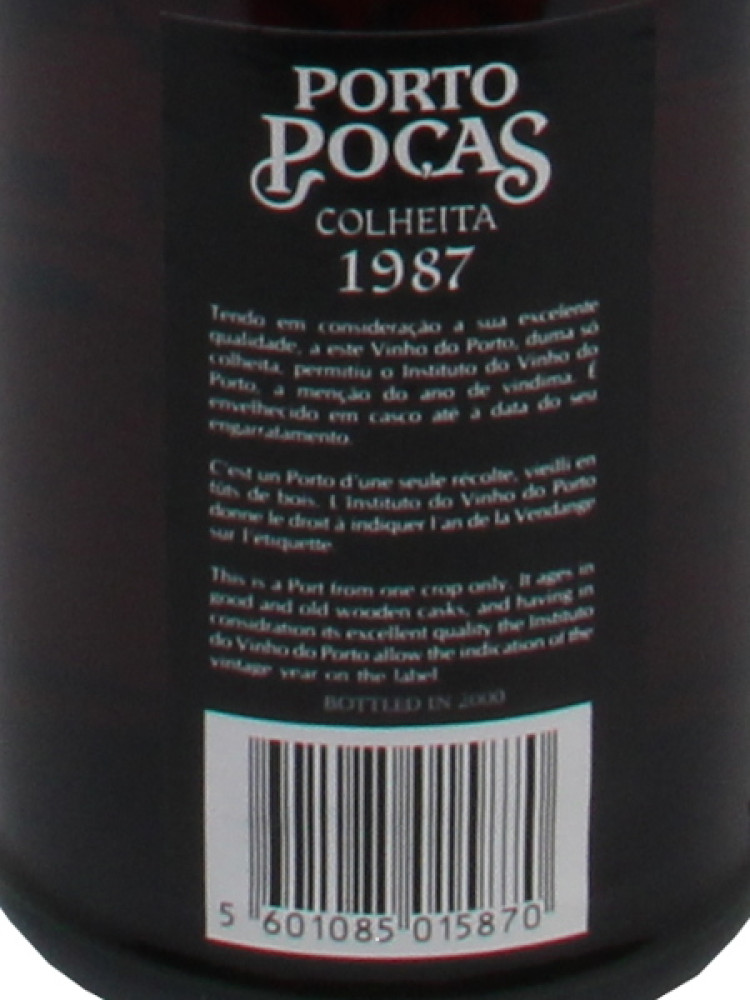 PORTO
POÇAS
COLHEITA
1987
Tendo em consideração a sua excelente
qualidade, a este Vinho do Porto, duma só
colheita, permitiu o Instituto do Vinho do
Porto, a menção do ano de vindima. É
envelhecido em casco até à data do seu
engarrafamento.
C'est un Porto d'une seule récolte, vieilli en
fûts de bois. L'Instituto do Vinho do Porto
donne le droit à indiquer l'an de la Vendange
sur l'etiquette.
This is a Port from one crop only. It ages in
good and old wooden casks, and having in
considration its excellent quality the Instituto
do Vinho do Porto allow the indication of the
vintage year on the label
BOTTLED IN 2000
5 601085 015870